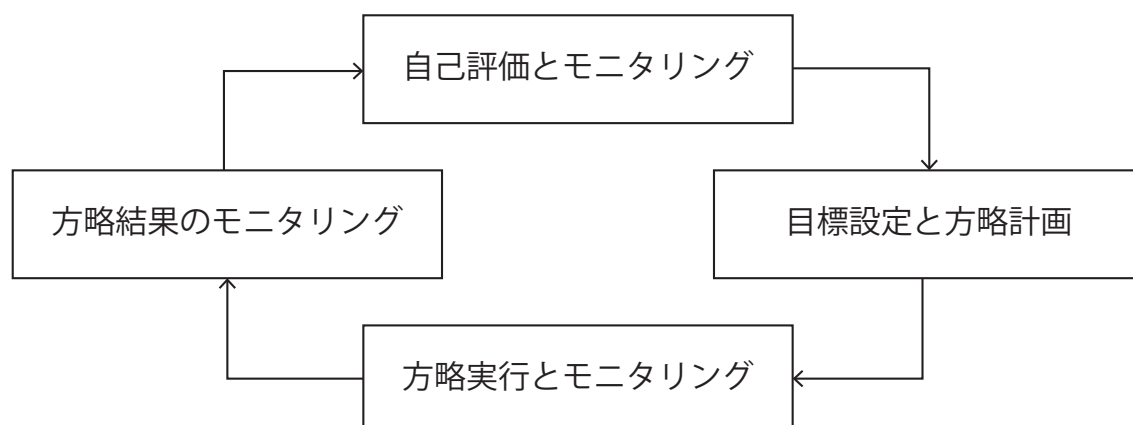 自己評価とモニタリング
方略結果のモニタリング
目標設定と方略計画
方略実行とモニタリング